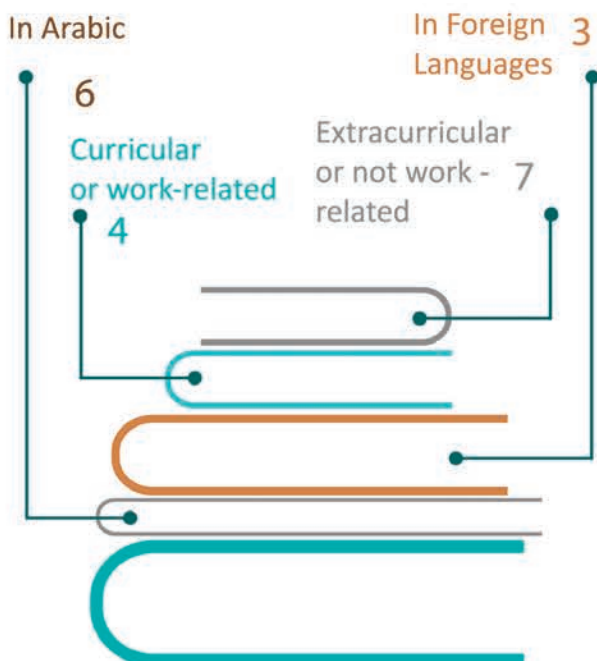 In Arabic
6
In Foreign 3
Languages
Curricular
or work-related
4
Extracurricular
or not work - 7
related